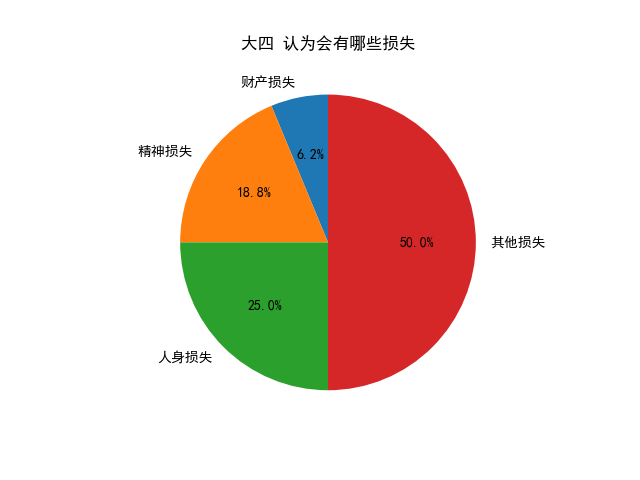 大四 认为会有哪些损失
财产损失
6.2%
精神损失
18.8%
其他损失
50.0%
25.0%
人身损失